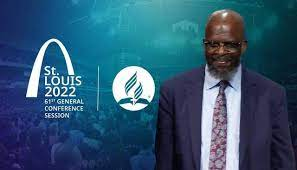 St.
LOUIS
2022
61ST GENERAL
CONFERENCE
SESSION